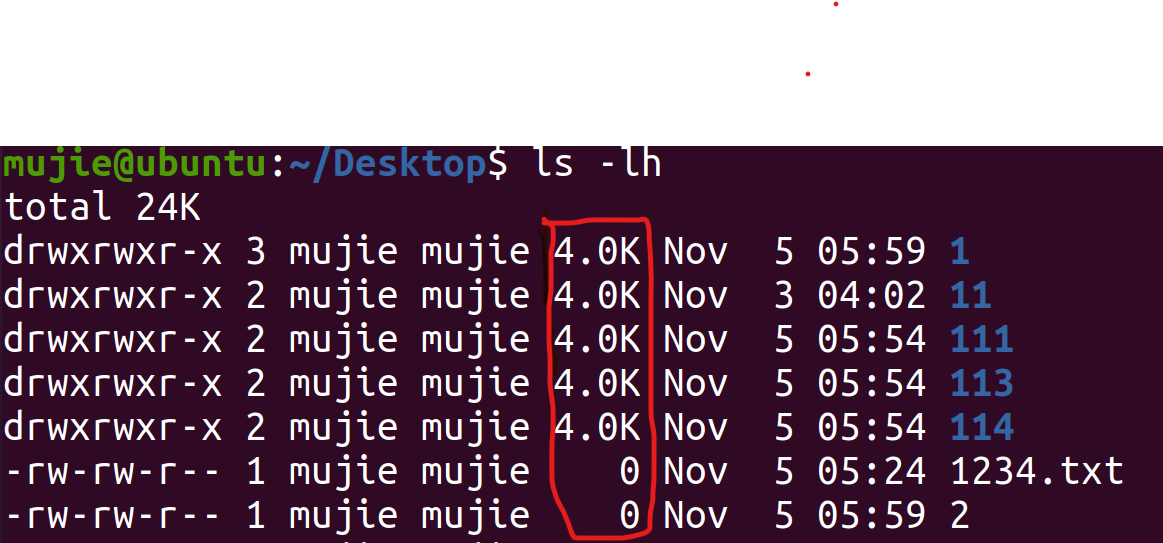 mujie@ubuntu:~/Desktop$ ls -lh
total 24K
drwxrwxr-x 3 mujie mujie 4.0K Nov  5 05:59 1
drwxrwxr-x 2 mujie mujie 4.0K Nov  3 04:02 11
drwxrwxr-x 2 mujie mujie 4.0K Nov  5 05:54 111
drwxrwxr-x 2 mujie mujie 4.0K Nov  5 05:54 113
drwxrwxr-x 2 mujie mujie 4.0K Nov  5 05:54 114
-rw-rw-r-- 1 mujie mujie    0 Nov  5 05:24 1234.txt
-rw-rw-r-- 1 mujie mujie    0 Nov  5 05:59 2